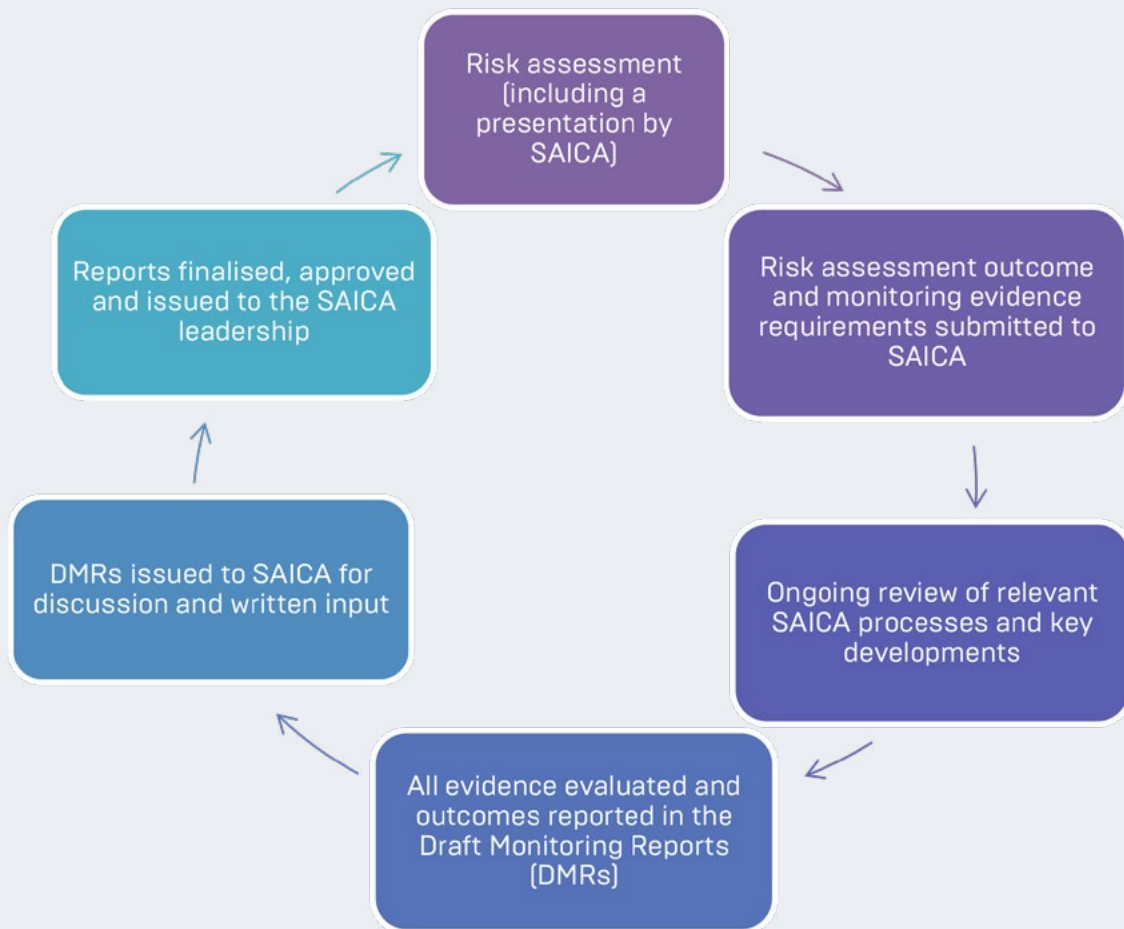 Risk assessment
(including a
presentation by
SAICA)
Risk assessment outcome
and monitoring evidence
requirements submitted to
SAICA
Ongoing review of relevant
SAICA processes and key
developments
All evidence evaluated and
outcomes reported in the
Draft Monitoring Reports
(DMRs)
DMRs issued to SAICA for
discussion and written input
Reports finalised, approved
and issued to the SAICA
leadership